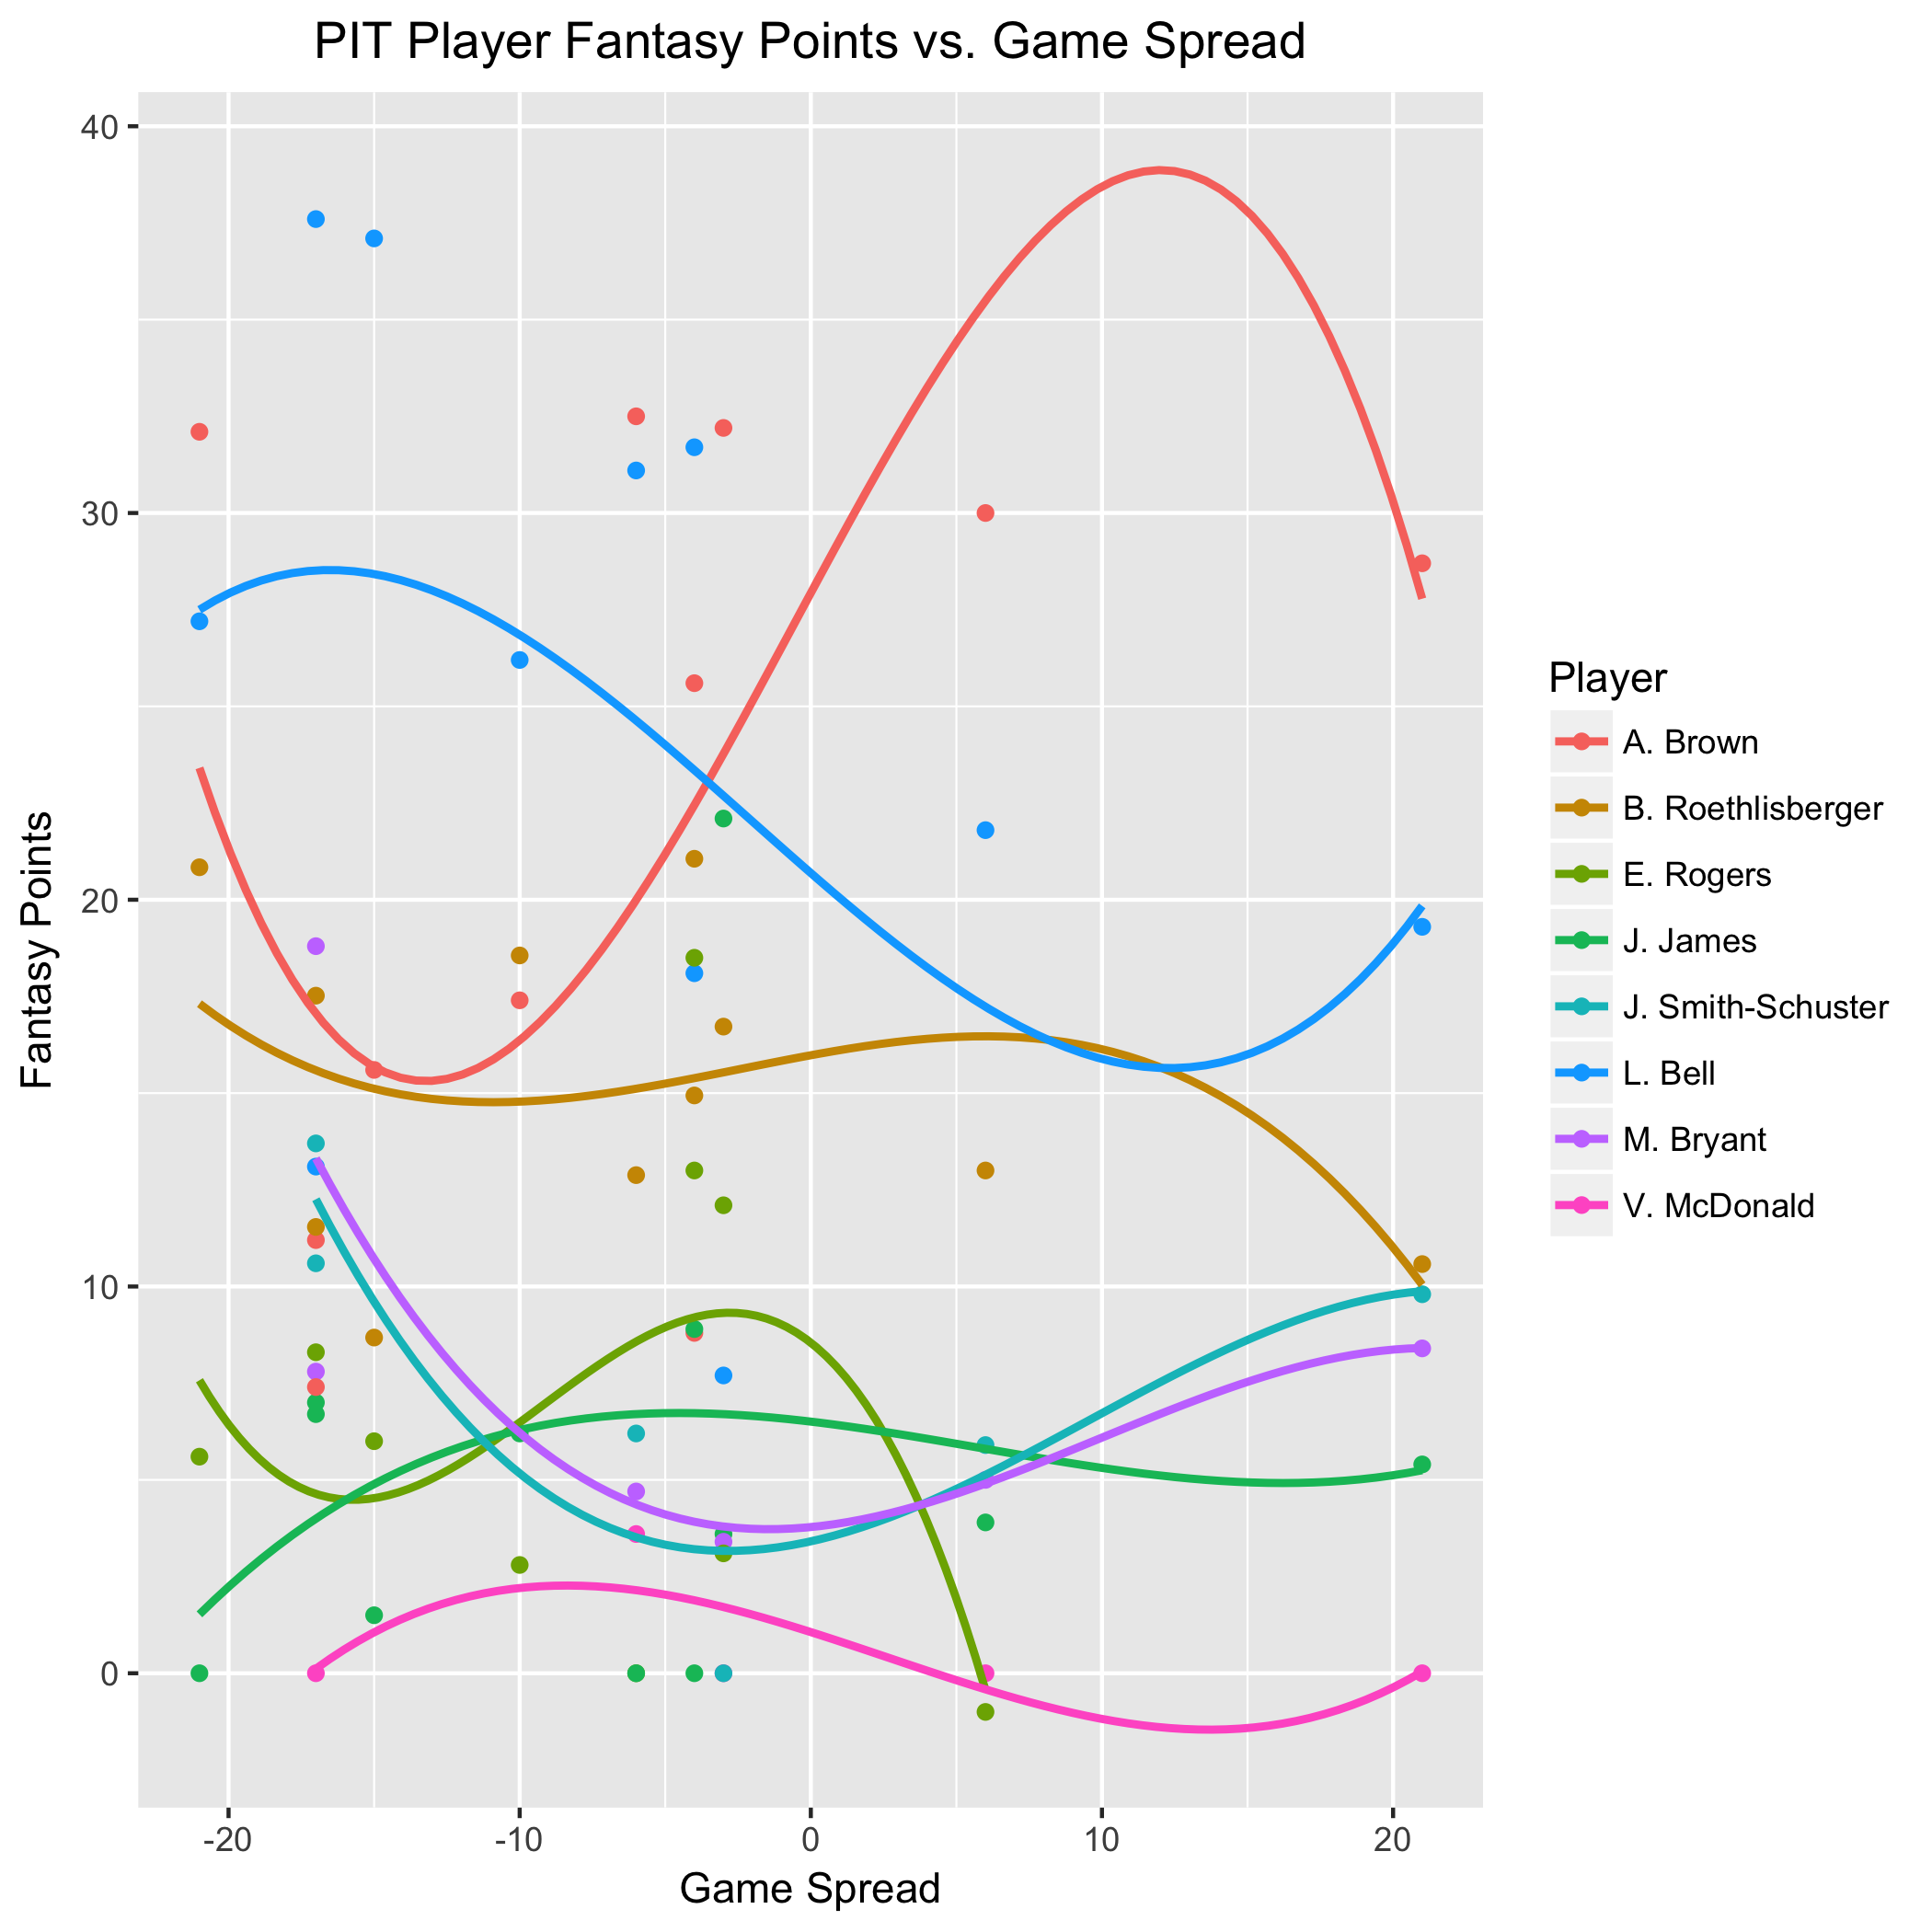 PIT Player Fantasy Points vs. Game Spread
40
30
20
10
0
Fantasy Points
-20
-10
0
10
20
Game Spread
Player
A. Brown
B. Roethlisberger
E. Rogers
J. James
J. Smith-Schuster
L. Bell
M. Bryant
V. McDonald